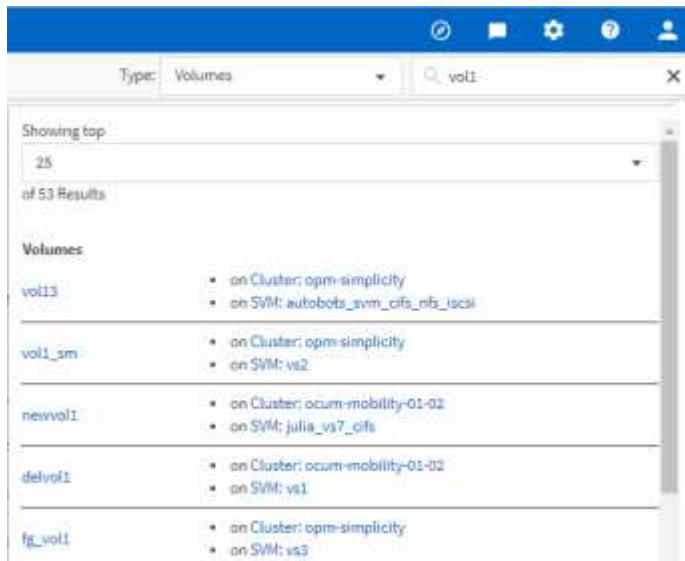 Type: Volumes vol1
Showing top
25
of 53 Results
Volumes
vol13
on Cluster: opm-simplicity
on SVM: autobots_svm_cifs_nfs_iscsi
vol1_sm
on Cluster: opm-simplicity
on SVM: vs2
newvol1
on Cluster: ocum-mobility-01-02
on SVM: julia_vs7_cifs
delvol1
on Cluster: ocum-mobility-01-02
on SVM: vs1
fg_vol1
on Cluster: opm-simplicity
on SVM: vs3